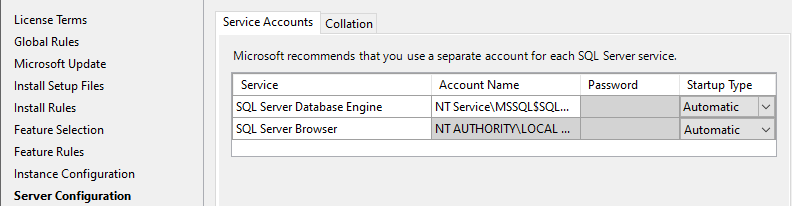 License Terms
Global Rules
Microsoft Update
Install Setup Files
Install Rules
Feature Selection
Feature Rules
Instance Configuration
Server Configuration
Service Accounts Collation
Microsoft recommends that you use a separate account for each SQL Server service.
Service Account Name Password Startup Type
SQL Server Database Engine NT Service\MSSQL$SQL... Automatic
SQL Server Browser NT AUTHORITY\LOCAL ... Automatic